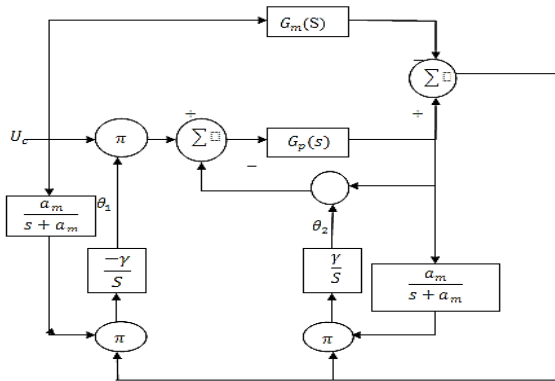 G_m(S)
−
∑
÷
U_c
π
÷
∑
−
G_p(s)
θ_1
θ_2
a_m / s + a_m
−γ / S
γ / S
a_m / s + a_m
π
π